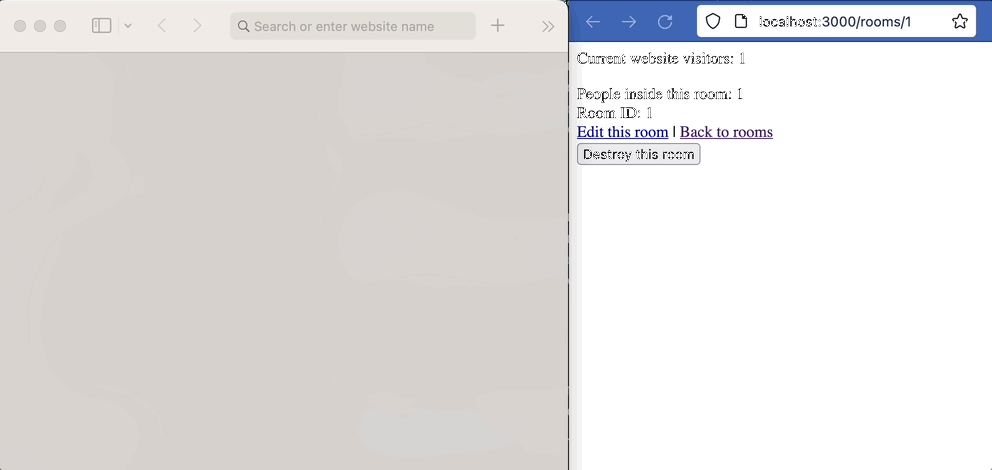 Search or enter website name
localhost:3000/rooms/1
Current website visitors: 1
People inside this room: 1
Room ID: 1
Edit this room | Back to rooms
Destroy this room